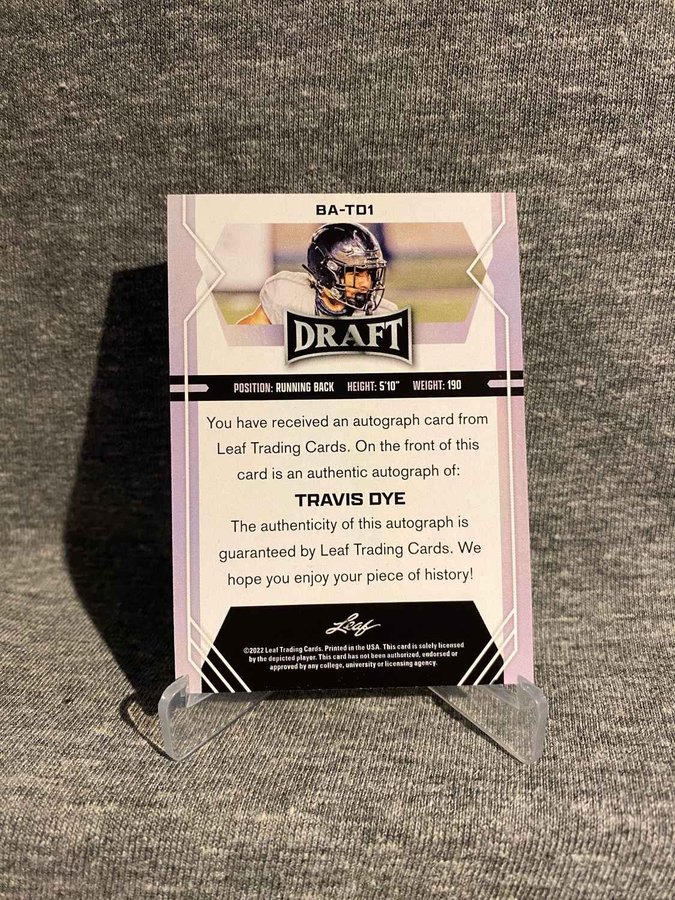 BA-TD1
DRAFT
POSITION: RUNNING BACK HEIGHT: 5'10" WEIGHT: 190
You have received an autograph card from
Leaf Trading Cards. On the front of this
card is an authentic autograph of:
TRAVIS DYE
The authenticity of this autograph is
guaranteed by Leaf Trading Cards. We
hope you enjoy your piece of history!
Leaf
©2022 Leaf Trading Cards. Printed in the USA. This card is solely licensed
by the depicted player. This card has not been authorized, endorsed or
approved by any college, university or licensing agency.